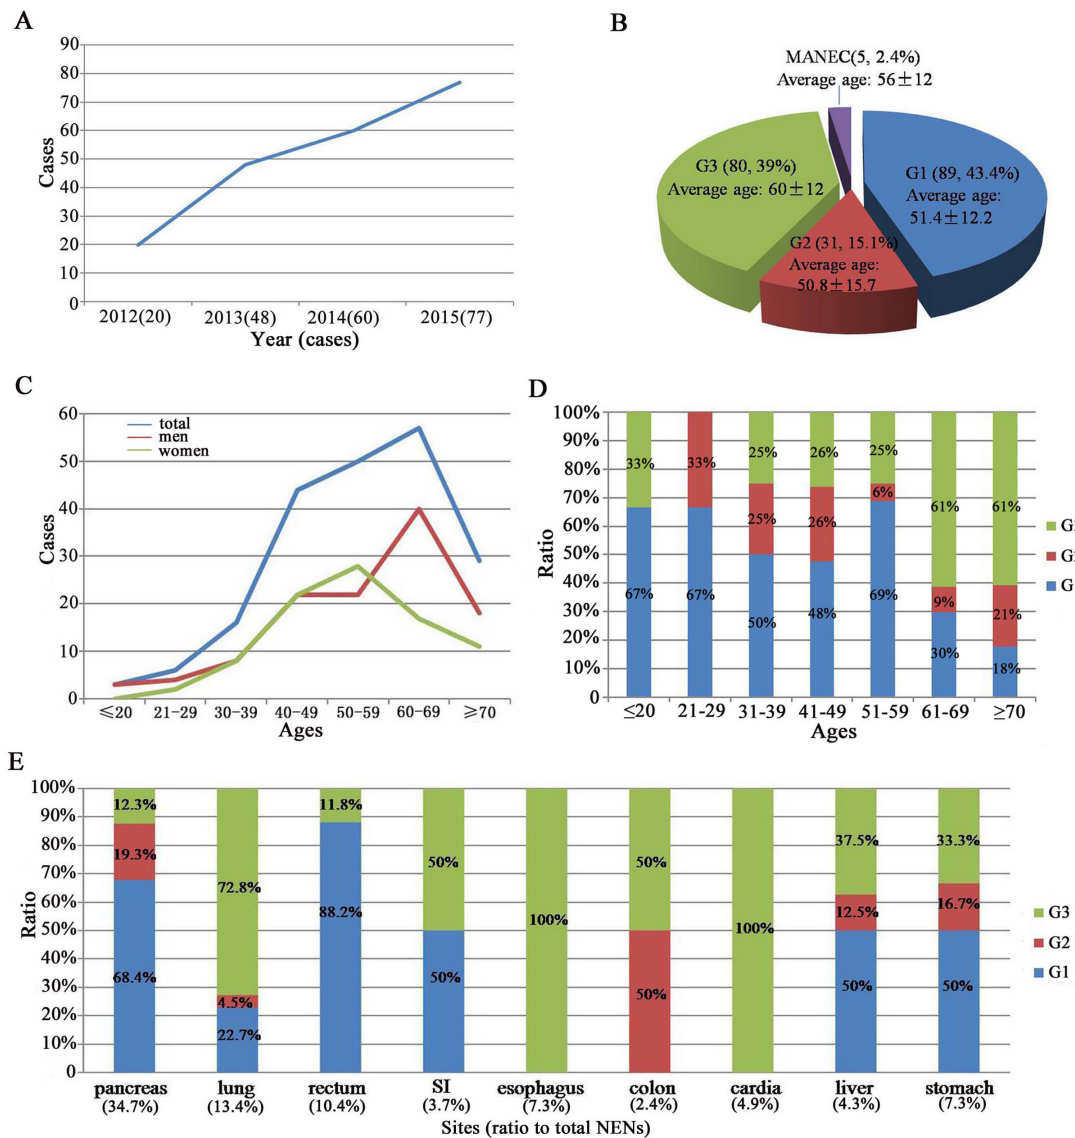 A
90
80
70
60
50
40
30
20
10
0
Cases
2012(20) 2013(48) 2014(60) 2015(77)
Year (cases)
B
MANEC(5, 2.4%)
Average age: 56±12
G3 (80, 39%)
Average age: 60±12
G1 (89, 43.4%)
Average age:
51.4±12.2
G2 (31, 15.1%)
Average age:
50.8±15.7
C
60
50
40
30
20
10
0
Cases
total
men
women
≤20 21-29 30-39 40-49 50-59 60-69 ≥70
Ages
D
100%
90%
80%
70%
60%
50%
40%
30%
20%
10%
0
Ratio
33% 33% 25% 26% 25% 61% 61%
25% 26% 6% 9% 21%
67% 67% 50% 48% 69% 30% 18%
≤20 21-29 31-39 41-49 51-59 61-69 ≥70
Ages
G
G
G
E
100%
90%
80%
70%
60%
50%
40%
30%
20%
10%
0
Ratio
12.3% 72.8% 11.8% 50% 100% 50% 100% 37.5% 33.3%
19.3% 4.5% 50% 12.5% 16.7%
68.4% 22.7% 88.2% 50% 50% 50%
G3
G2
G1
pancreas lung rectum SI esophagus colon cardia liver stomach
(34.7%) (13.4%) (10.4%) (3.7%) (7.3%) (2.4%) (4.9%) (4.3%) (7.3%)
Sites (ratio to total NENs)